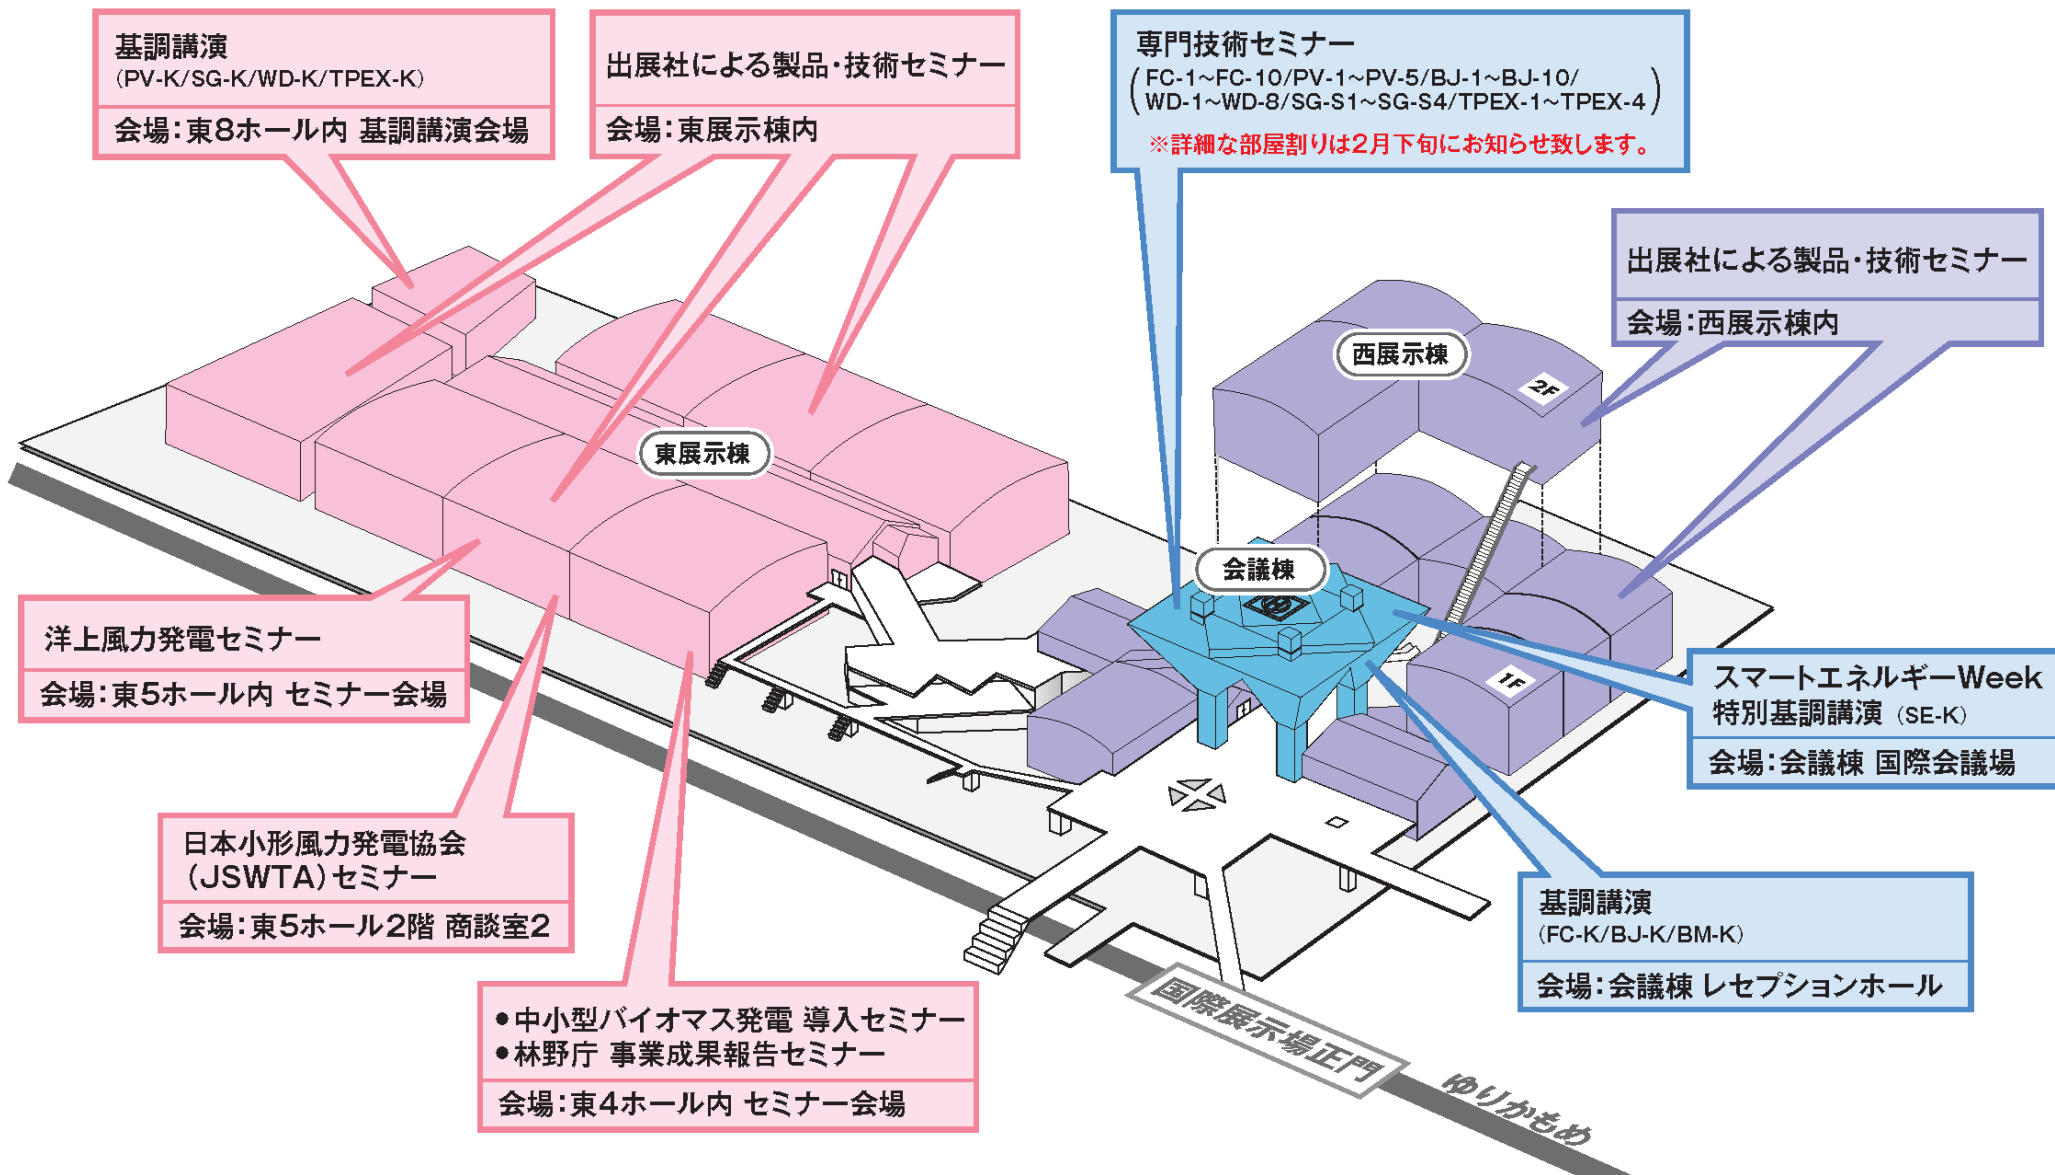 基調講演
(PV-K/SG-K/WD-K/TPEX-K)
会場：東8ホール内 基調講演会場
出展社による製品・技術セミナー
会場：東展示棟内
専門技術セミナー
(FC-1~FC-10/PV-1~PV-5/BJ-1~BJ-10/
WD-1~WD-8/SG-S1~SG-S4/TPEX-1~TPEX-4)
※詳細な部屋割りは2月下旬にお知らせ致します。
出展社による製品・技術セミナー
会場：西展示棟内
西展示棟
2F
東展示棟
会議棟
1F
洋上風力発電セミナー
会場：東5ホール内 セミナー会場
スマートエネルギーWeek
特別基調講演 (SE-K)
会場：会議棟 国際会議場
日本小形風力発電協会
(JSWTA)セミナー
会場：東5ホール2階 商談室2
基調講演
(FC-K/BJ-K/BM-K)
会場：会議棟 レセプションホール
●中小型バイオマス発電 導入セミナー
●林野庁 事業成果報告セミナー
会場：東4ホール内 セミナー会場
国際展示場正門
ゆりかもめ